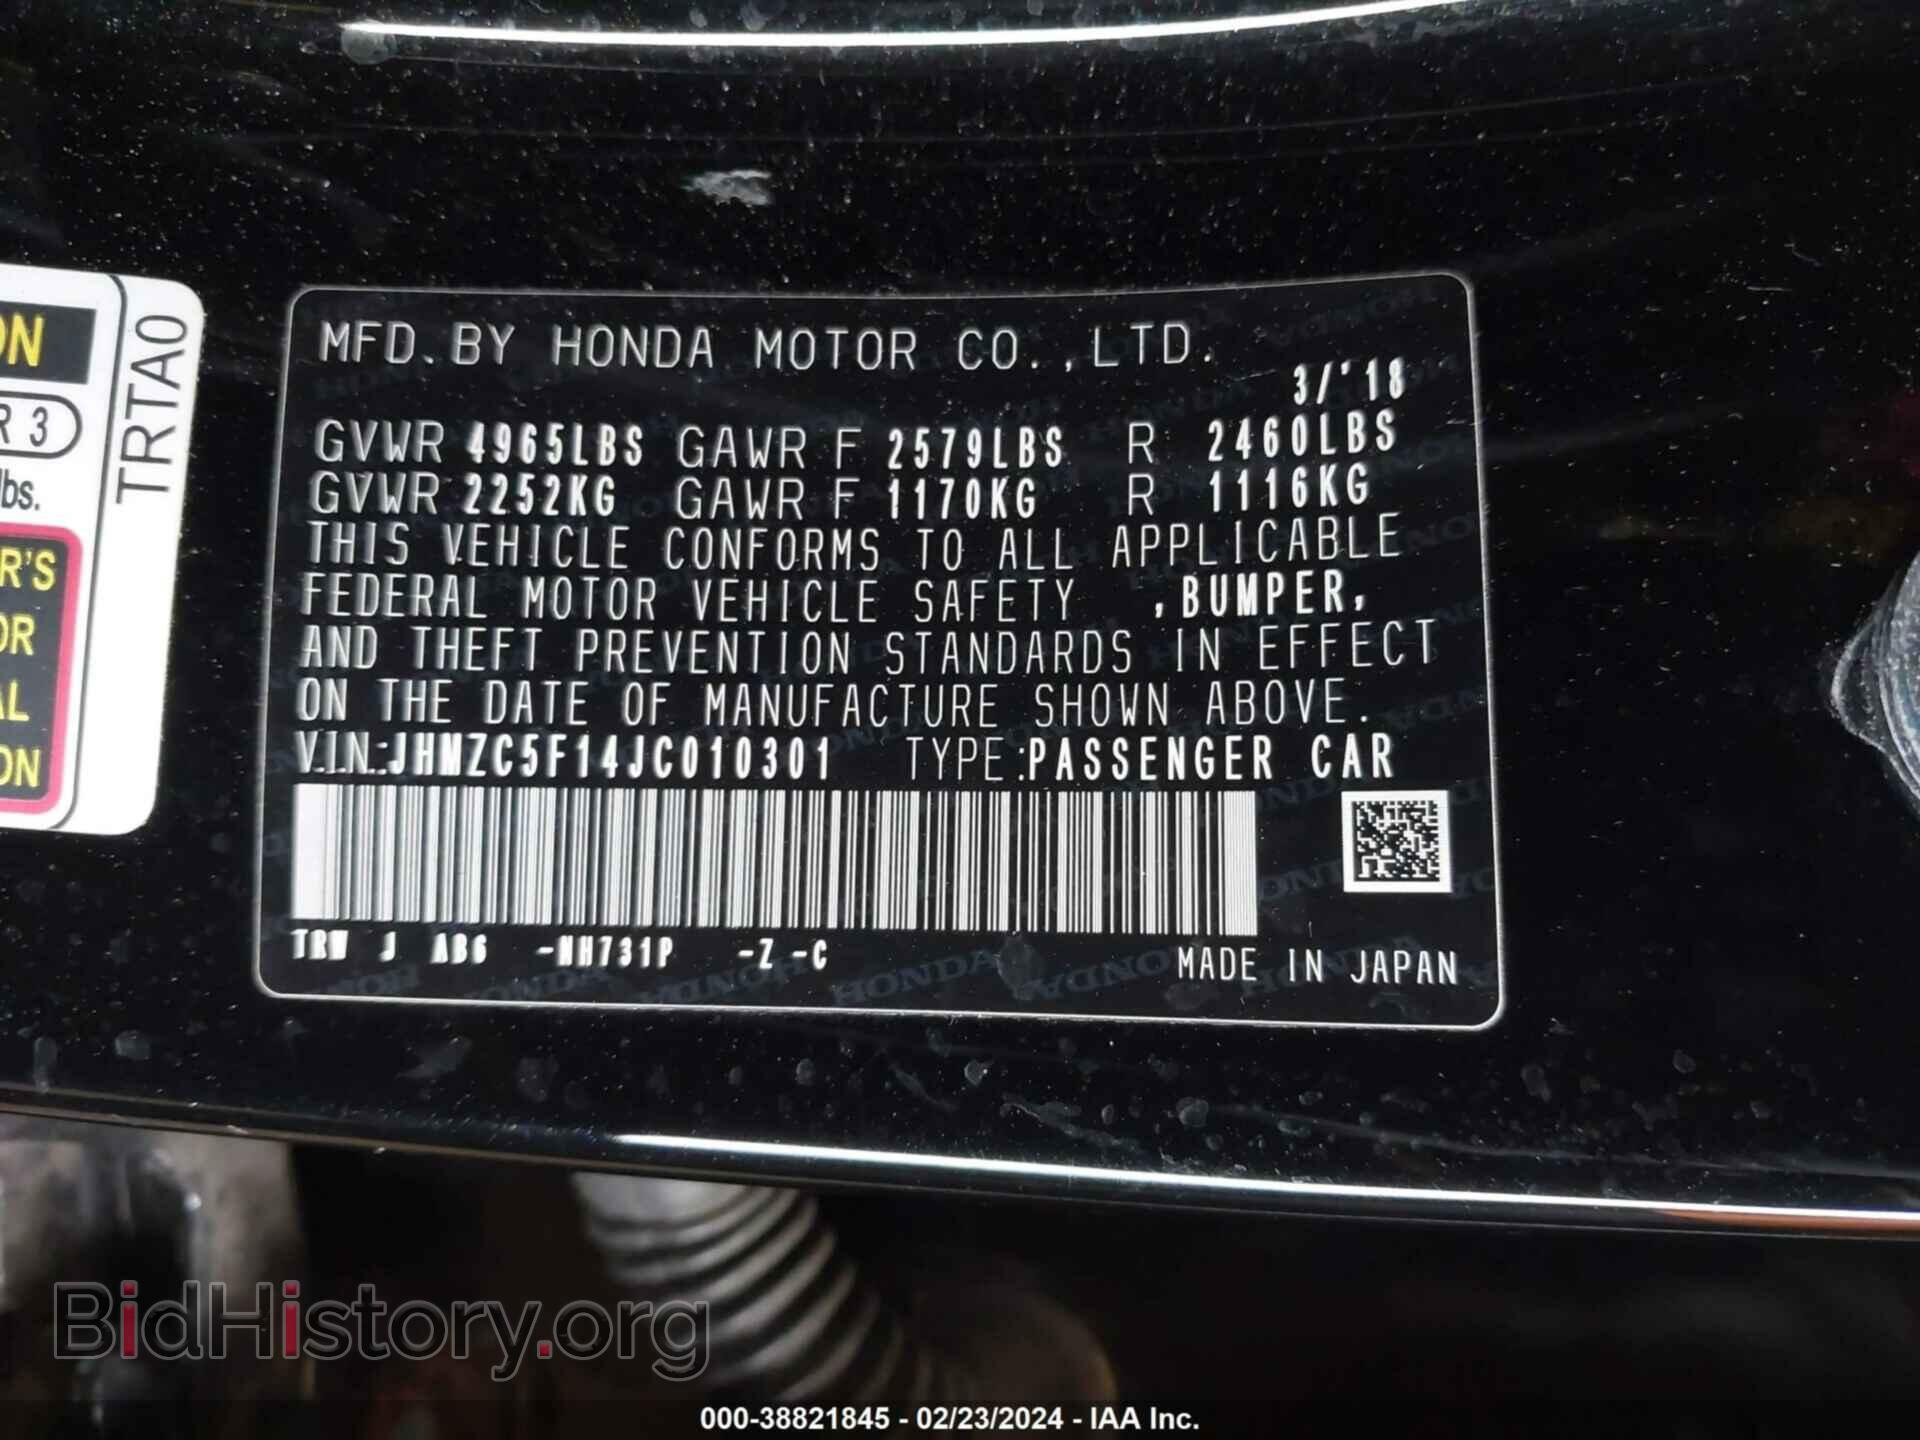 ON
R 3
lbs.
R'S
OR
AL
ON
TRTA0
MFD. BY HONDA MOTOR CO.,LTD.
3/'18
GVWR 4965LBS GAWR F 2579LBS R 2460LBS
GVWR 2252KG GAWR F 1170KG R 1116KG
THIS VEHICLE CONFORMS TO ALL APPLICABLE
FEDERAL MOTOR VEHICLE SAFETY ,BUMPER,
AND THEFT PREVENTION STANDARDS IN EFFECT
ON THE DATE OF MANUFACTURE SHOWN ABOVE.
V.I.N.:JHMZC5F14JC010301 TYPE:PASSENGER CAR
TRW J AB6 -NH731P -Z -C
MADE IN JAPAN
BidHistory.org
000-38821845 - 02/23/2024 - IAA Inc.